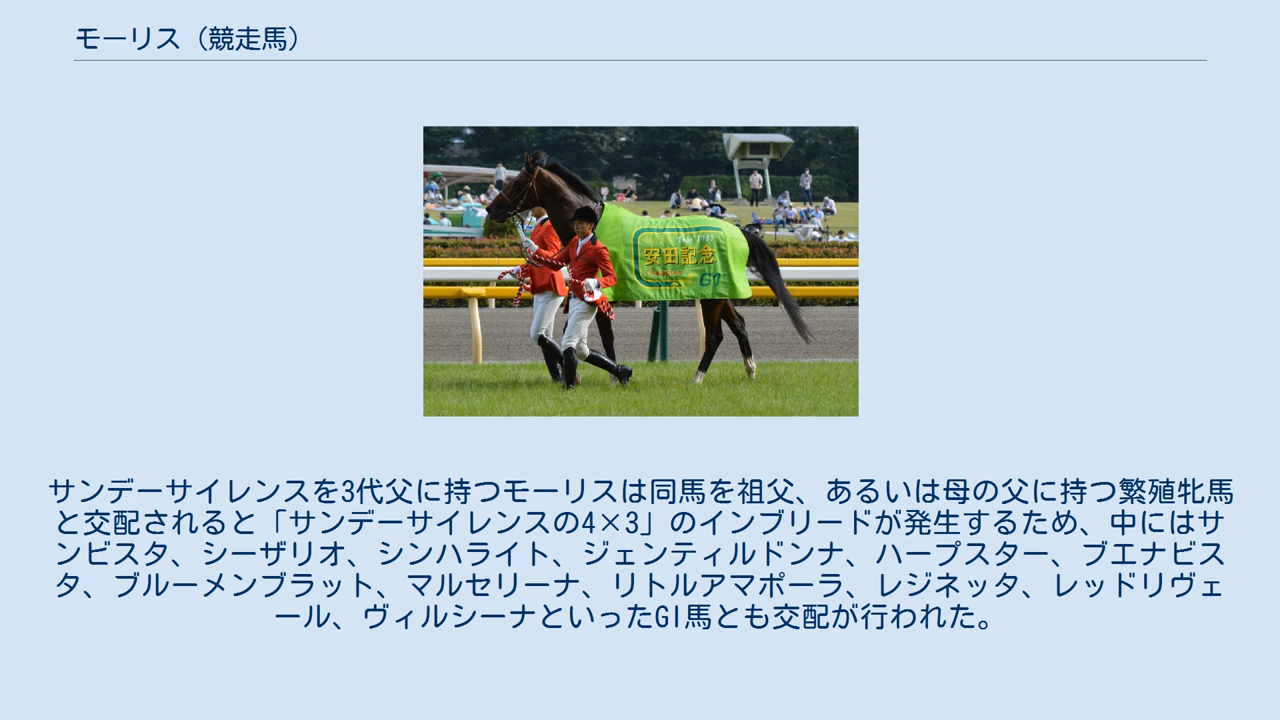 モーリス（競走馬）
安田記念
G1
サンデーサイレンスを3代父に持つモーリスは同馬を祖父、あるいは母の父に持つ繁殖牝馬
と交配されると「サンデーサイレンスの4×3」のインブリードが発生するため、中にはサ
ンビスタ、シーザリオ、シンハライト、ジェンティルドンナ、ハープスター、ブエナビス
タ、ブルーメンブラット、マルセリーナ、リトルアマポーラ、レジネッタ、レッドリヴェ
ール、ヴィルシーナといったGI馬とも交配が行われた。